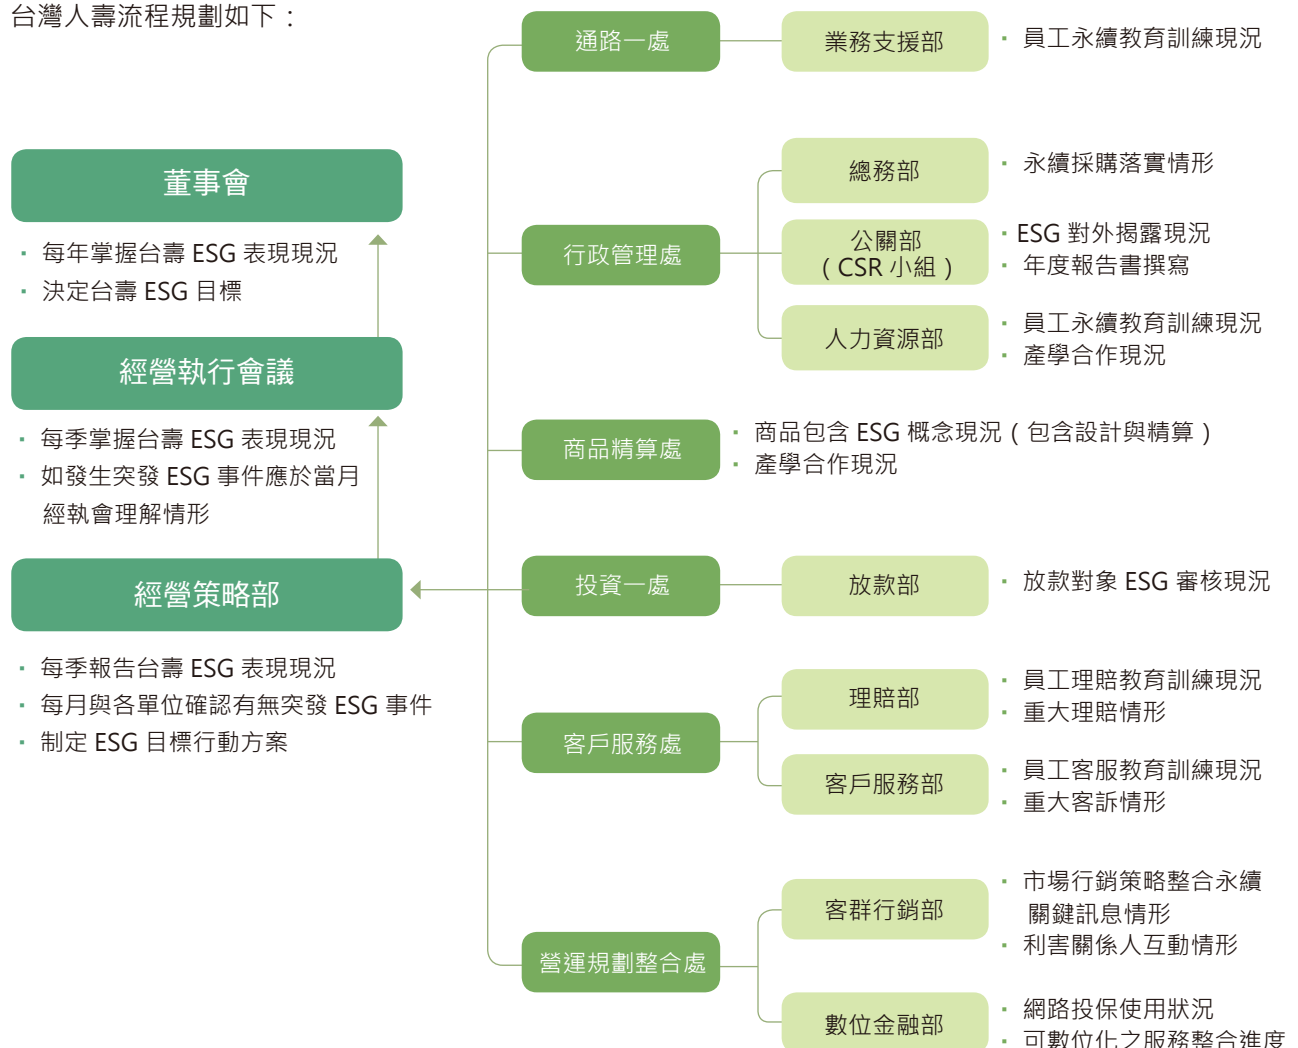 台灣人壽流程規劃如下：
董事會
· 每年掌握台壽 ESG 表現現況
· 決定台壽 ESG 目標
經營執行會議
· 每季掌握台壽 ESG 表現現況
· 如發生突發 ESG 事件應於當月
經執會理解情形
經營策略部
· 每季報告台壽 ESG 表現現況
· 每月與各單位確認有無突發 ESG 事件
· 制定 ESG 目標行動方案
通路一處
業務支援部
· 員工永續教育訓練現況
行政管理處
總務部
· 永續採購落實情形
公關部
（CSR 小組）
· ESG 對外揭露現況
· 年度報告書撰寫
人力資源部
· 員工永續教育訓練現況
· 產學合作現況
商品精算處
· 商品包含 ESG 概念現況（包含設計與精算）
· 產學合作現況
投資一處
放款部
· 放款對象 ESG 審核現況
客戶服務處
理賠部
· 員工理賠教育訓練現況
· 重大理賠情形
客戶服務部
· 員工客服教育訓練現況
· 重大客訴情形
營運規劃整合處
客群行銷部
· 市場行銷策略整合永續
關鍵訊息情形
· 利害關係人互動情形
數位金融部
· 網路投保使用狀況
· 可數位化之服務整合進度